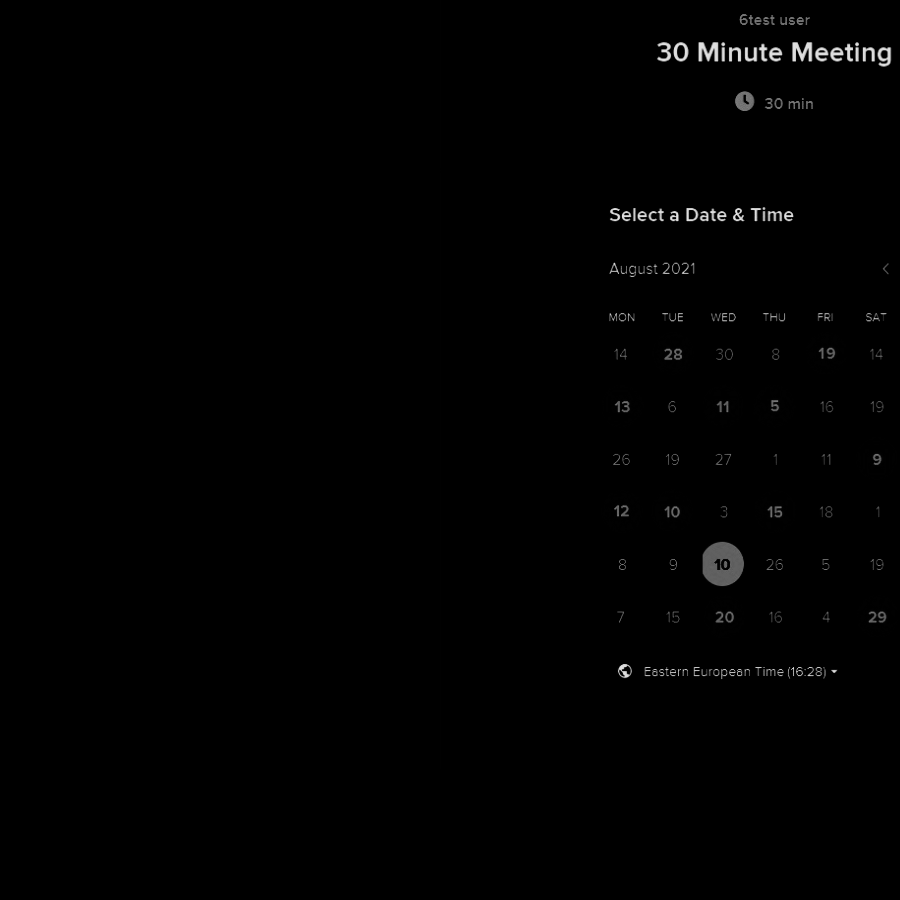 6test user
30 Minute Meeting
30 min
Select a Date & Time
August 2021
MON TUE WED THU FRI SAT
14 28 30 8 19 14
13 6 11 5 16 19
26 19 27 1 11 9
12 10 3 15 18 1
8 9 10 26 5 19
7 15 20 16 4 29
Eastern European Time (16:28)